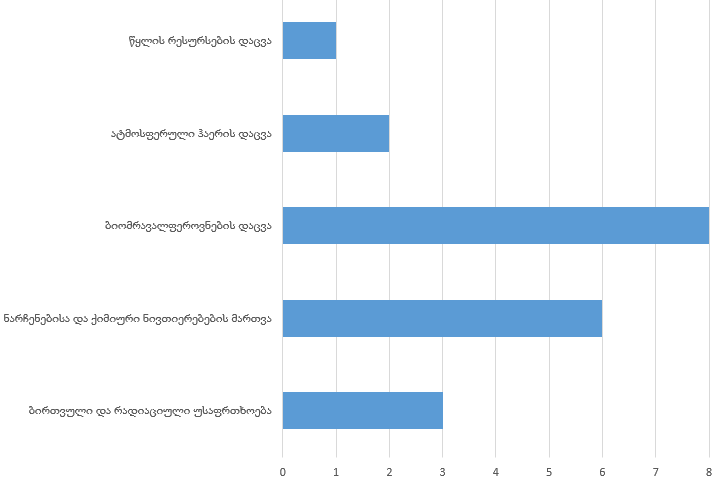 წყლის რესურსების დაცვა
ატმოსფერული ჰაერის დაცვა
ბიომრავალფეროვნების დაცვა
ნარჩენებისა და ქიმიური ნივთიერებების მართვა
ბირთვული და რადიაციული უსაფრთხოება
0 1 2 3 4 5 6 7 8